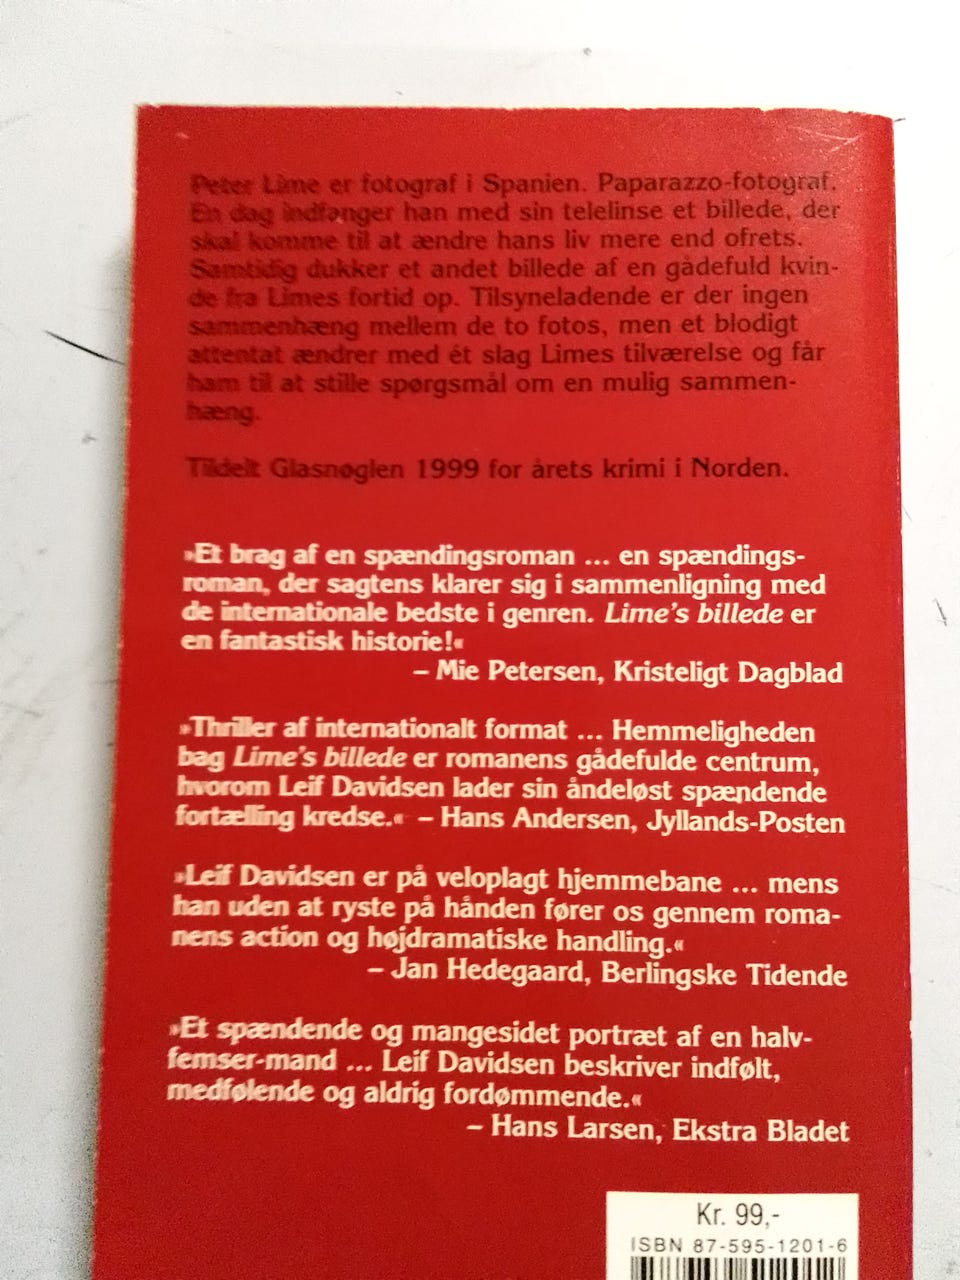 Peter Lime er fotograf i Spanien. Paparazzo-fotograf.
En dag indfanger han med sin telelinse et billede, der
skal komme til at ændre hans liv mere end ofrets.
Samtidig dukker et andet billede af en gådefuld kvin-
de fra Limes fortid op. Tilsyneladende er der ingen
sammenhæng mellem de to fotos, men et blodigt
attentat ændrer med ét slag Limes tilværelse og får
ham til at stille spørgsmål om en mulig sammen-
hæng.
Tildelt Glasnøglen 1999 for årets krimi i Norden.
»Et brag af en spændingsroman ... en spændings-
roman, der sagtens klarer sig i sammenligning med
de internationale bedste i genren. Lime's billede er
en fantastisk historie!«
– Mie Petersen, Kristeligt Dagblad
»Thriller af internationalt format ... Hemmeligheden
bag Lime's billede er romanens gådefulde centrum,
hvorom Leif Davidsen lader sin åndeløst spændende
fortælling kredse.« – Hans Andersen, Jyllands-Posten
»Leif Davidsen er på veloplagt hjemmebane ... mens
han uden at ryste på hånden fører os gennem roma-
nens action og højdramatiske handling.«
– Jan Hedegaard, Berlingske Tidende
»Et spændende og mangesidet portræt af en halv-
femser-mand ... Leif Davidsen beskriver indfølt,
medfølende og aldrig fordømmende.«
– Hans Larsen, Ekstra Bladet
Kr. 99,-
ISBN 87-595-1201-6